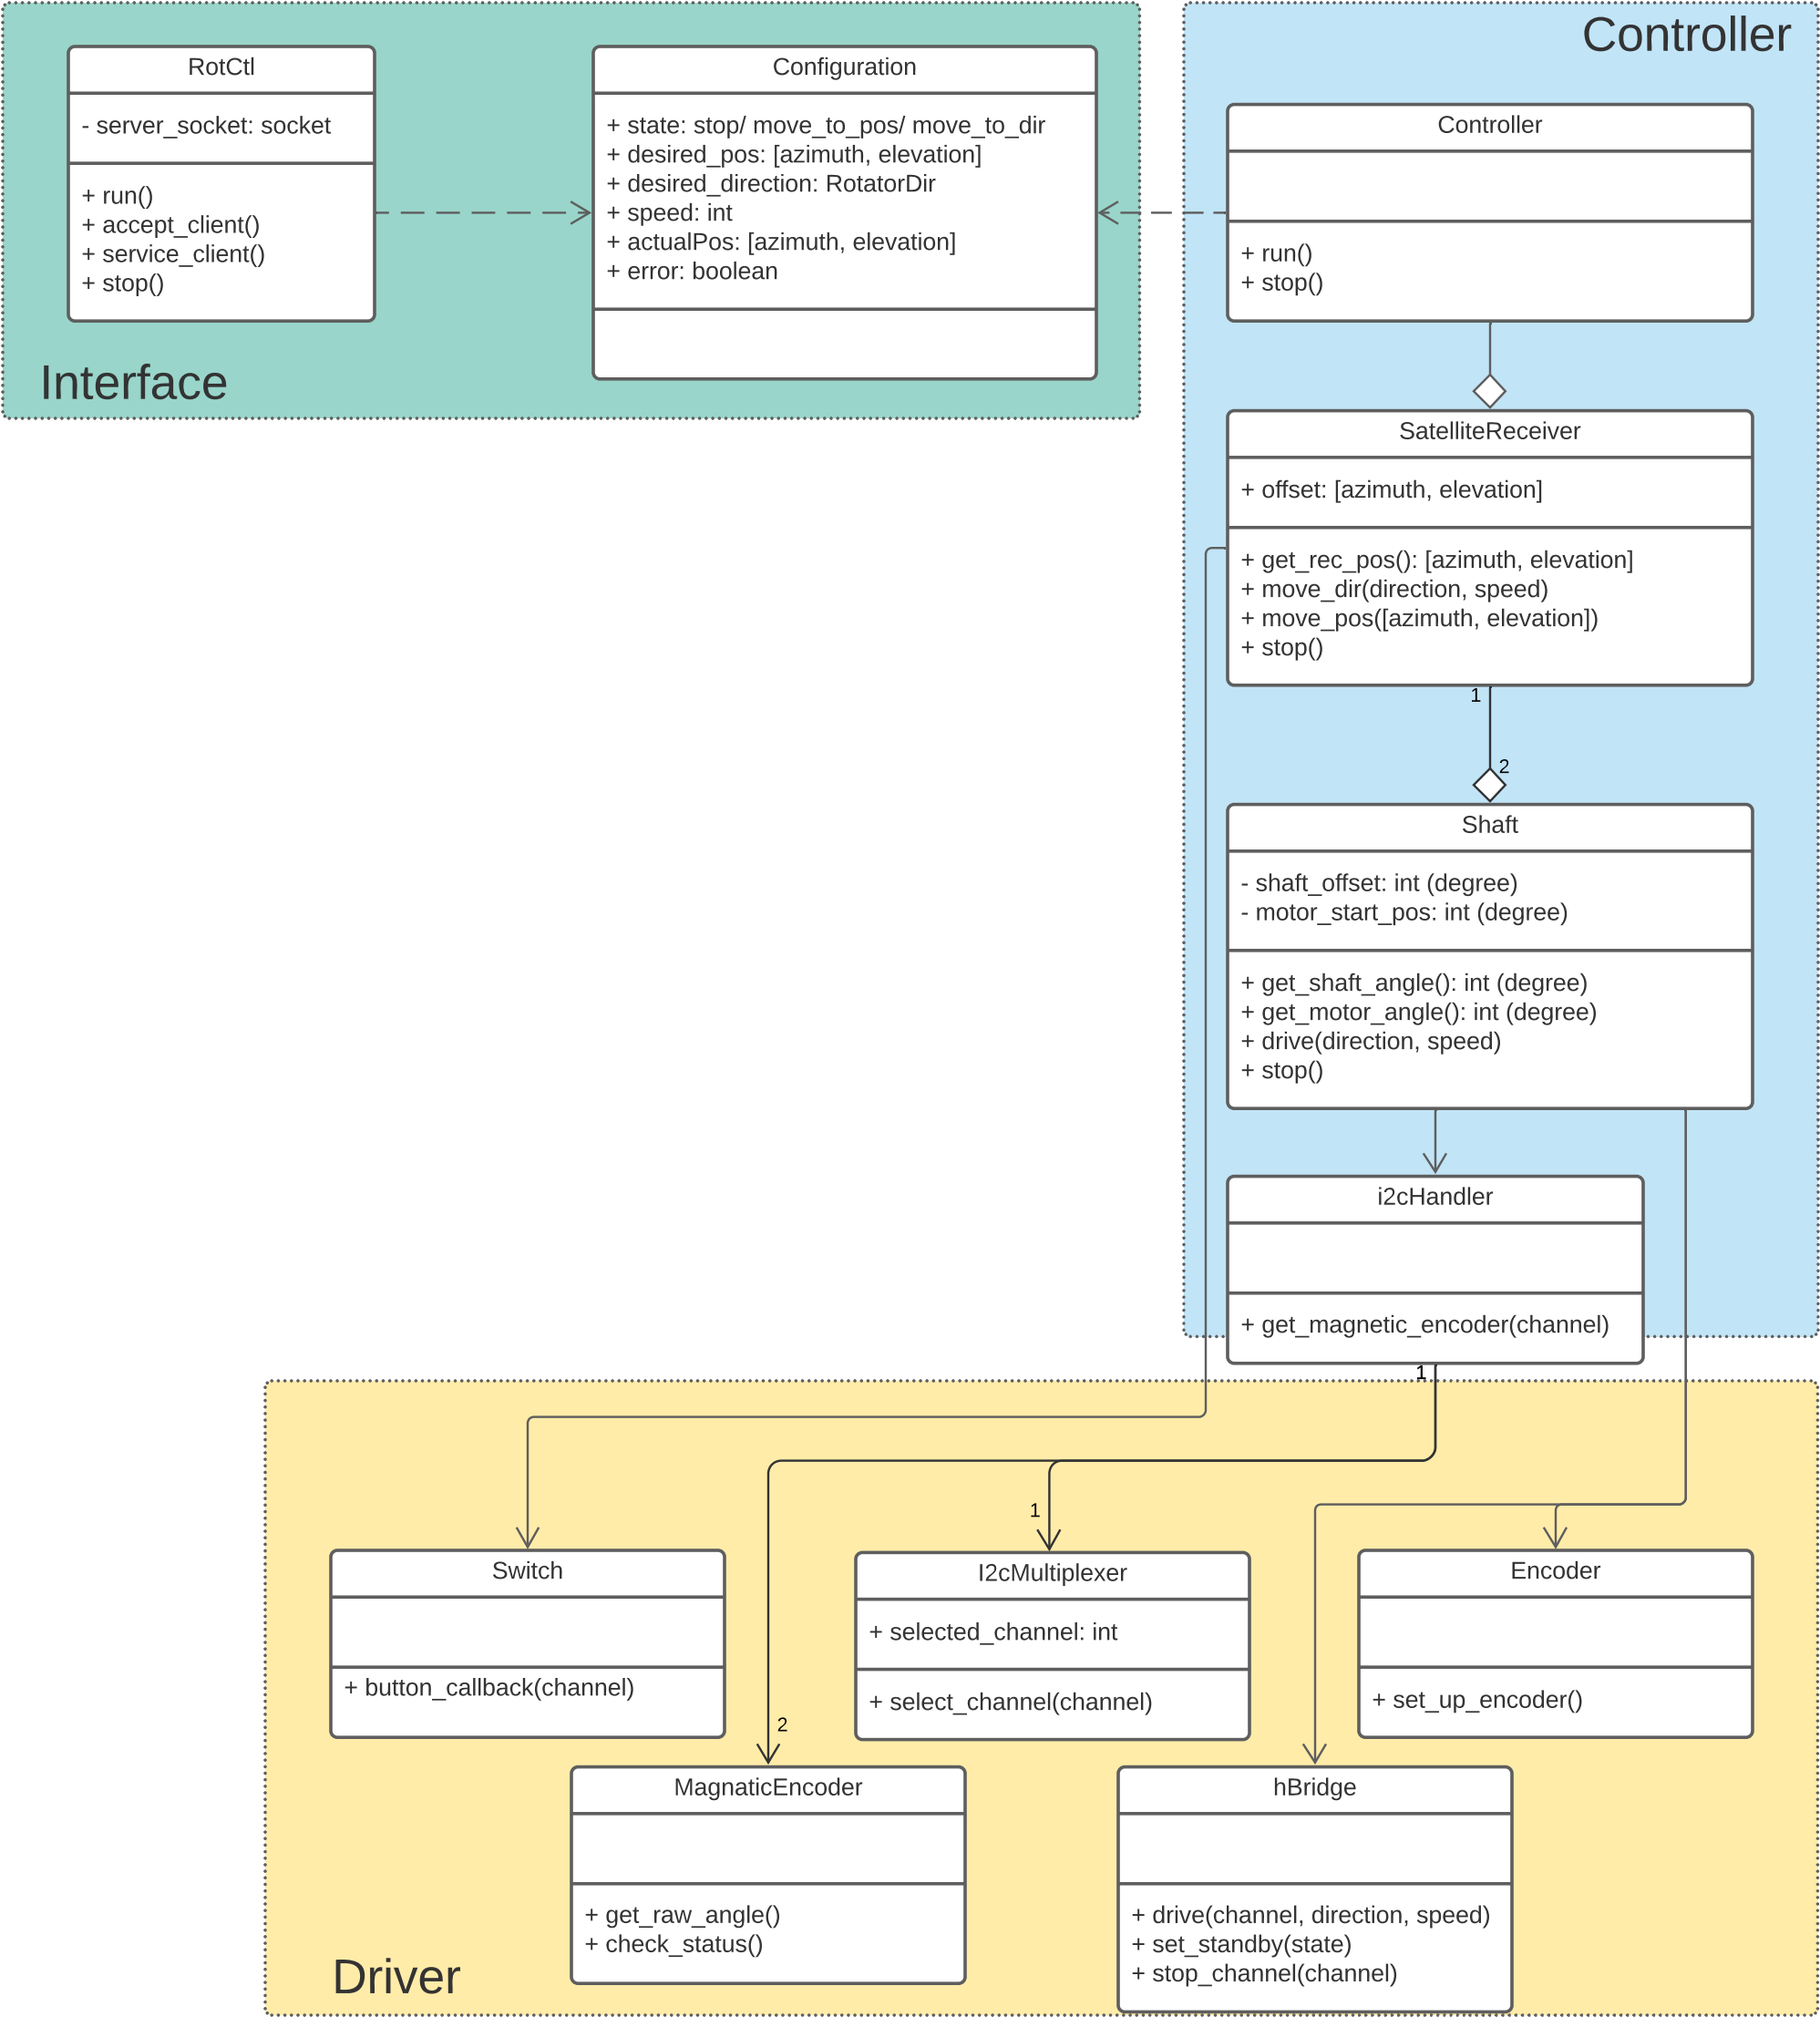 RotCtl
- server_socket: socket
+ run()
+ accept_client()
+ service_client()
+ stop()
Configuration
+ state: stop/ move_to_pos/ move_to_dir
+ desired_pos: [azimuth, elevation]
+ desired_direction: RotatorDir
+ speed: int
+ actualPos: [azimuth, elevation]
+ error: boolean
Interface
Controller
Controller
+ run()
+ stop()
SatelliteReceiver
+ offset: [azimuth, elevation]
+ get_rec_pos(): [azimuth, elevation]
+ move_dir(direction, speed)
+ move_pos([azimuth, elevation])
+ stop()
1
2
Shaft
- shaft_offset: int (degree)
- motor_start_pos: int (degree)
+ get_shaft_angle(): int (degree)
+ get_motor_angle(): int (degree)
+ drive(direction, speed)
+ stop()
i2cHandler
+ get_magnetic_encoder(channel)
1
1
2
Switch
+ button_callback(channel)
I2cMultiplexer
+ selected_channel: int
+ select_channel(channel)
Encoder
+ set_up_encoder()
MagnaticEncoder
+ get_raw_angle()
+ check_status()
hBridge
+ drive(channel, direction, speed)
+ set_standby(state)
+ stop_channel(channel)
Driver